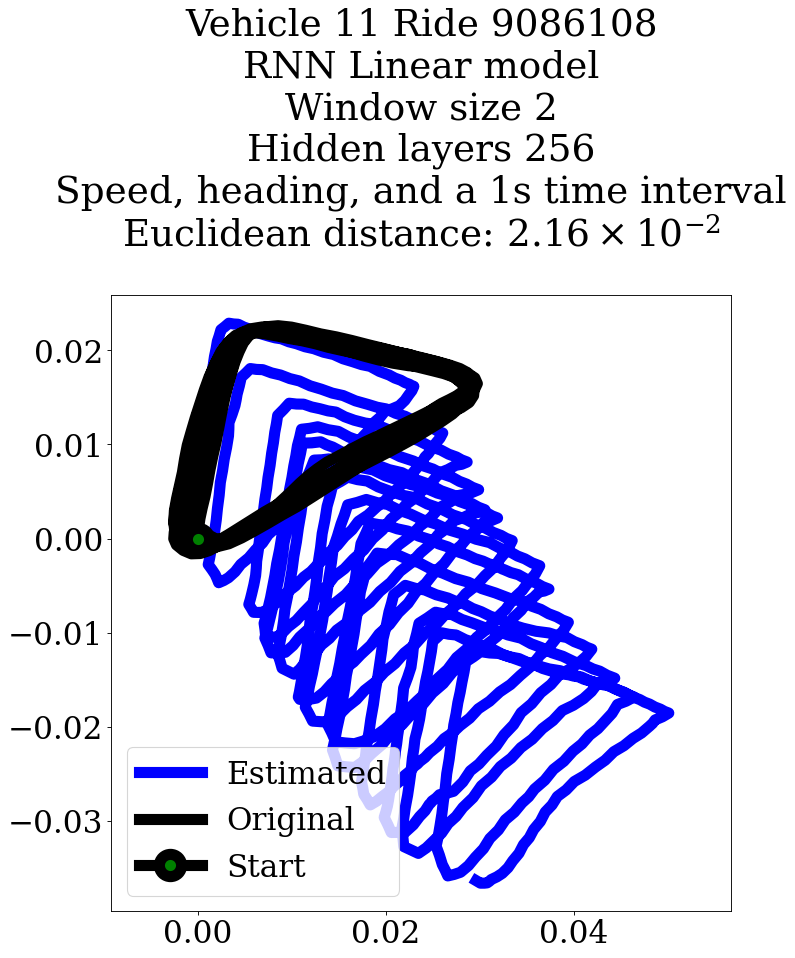 Vehicle 11 Ride 9086108
RNN Linear model
Window size 2
Hidden layers 256
Speed, heading, and a 1s time interval
Euclidean distance: 2.16 × 10⁻²
0.02
0.01
0.00
−0.01
−0.02
−0.03
Estimated
Original
Start
0.00 0.02 0.04